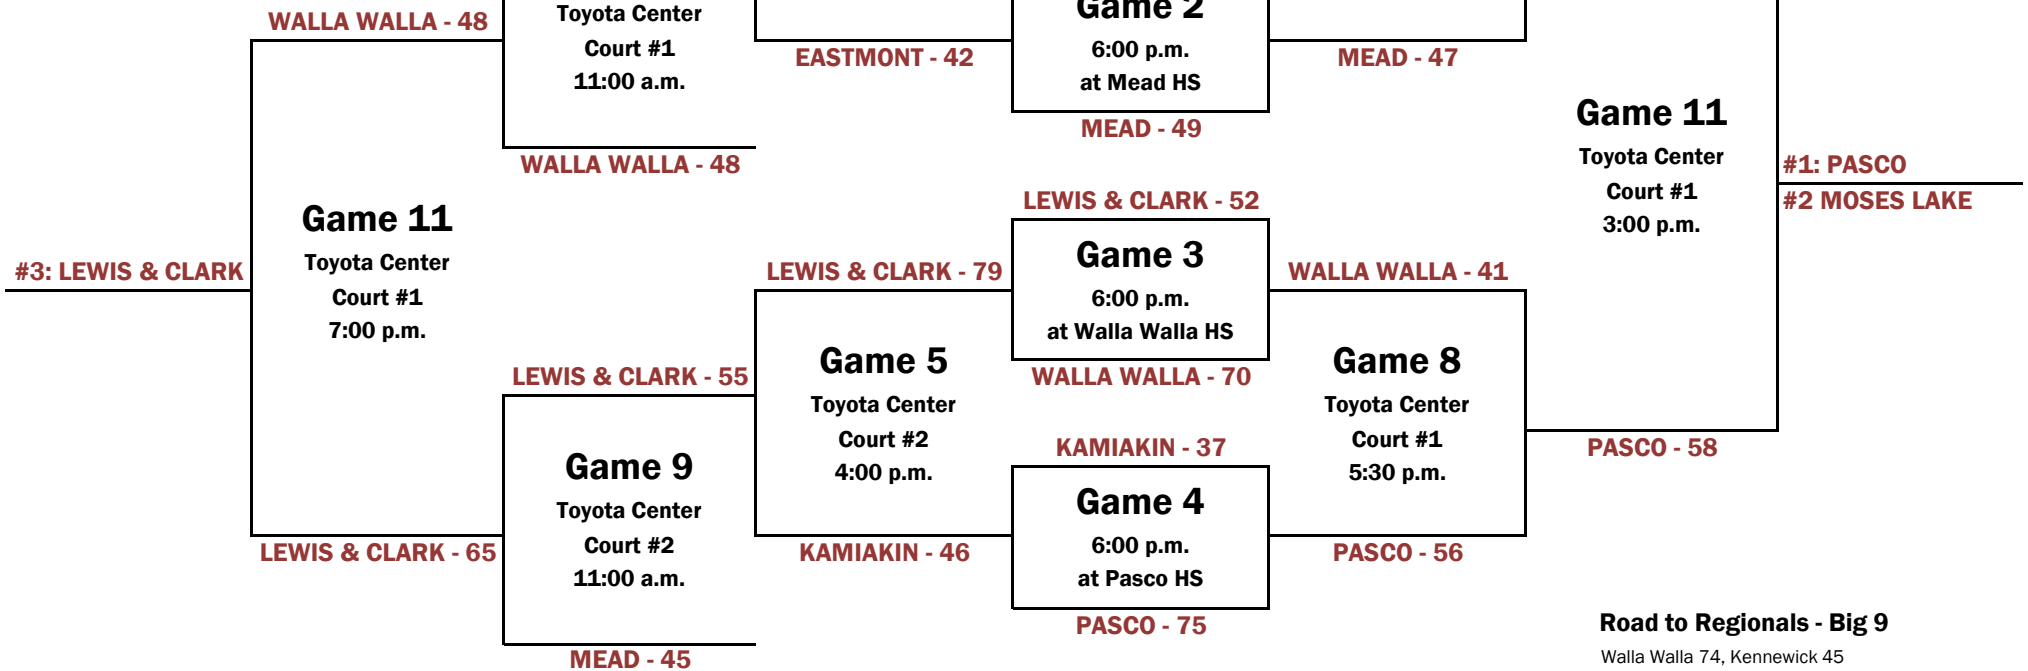 WALLA WALLA - 48
Toyota Center
Court #1
11:00 a.m.
WALLA WALLA - 48
EASTMONT - 42
Game 2
6:00 p.m.
at Mead HS
MEAD - 49
MEAD - 47
Game 11
Toyota Center
Court #1
3:00 p.m.
#1: PASCO
#2 MOSES LAKE
Game 11
Toyota Center
Court #1
7:00 p.m.
#3: LEWIS & CLARK
LEWIS & CLARK - 65
LEWIS & CLARK - 55
Game 9
Toyota Center
Court #2
11:00 a.m.
MEAD - 45
LEWIS & CLARK - 79
Game 5
Toyota Center
Court #2
4:00 p.m.
KAMIAKIN - 46
LEWIS & CLARK - 52
Game 3
6:00 p.m.
at Walla Walla HS
WALLA WALLA - 70
KAMIAKIN - 37
Game 4
6:00 p.m.
at Pasco HS
PASCO - 75
WALLA WALLA - 41
Game 8
Toyota Center
Court #1
5:30 p.m.
PASCO - 56
PASCO - 58
Road to Regionals - Big 9
Walla Walla 74, Kennewick 45